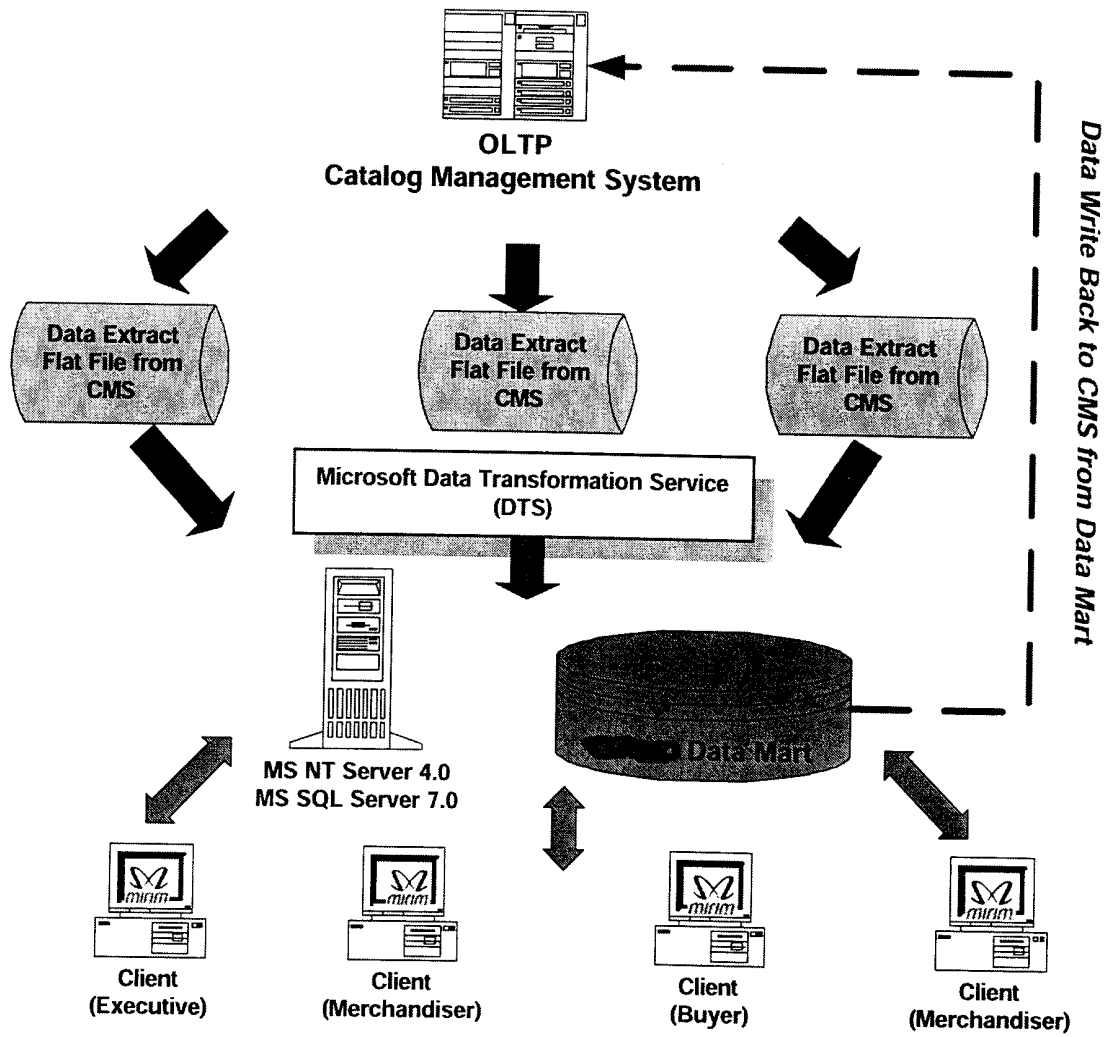 OLTP
Catalog Management System
Data Extract
Flat File from
CMS
Data Extract
Flat File from
CMS
Data Extract
Flat File from
CMS
Data Write Back to CMS from Data Mart
Microsoft Data Transformation Service
(DTS)
MS NT Server 4.0
MS SQL Server 7.0
Data Mart
mirim
mirim
mirim
mirim
Client
(Executive)
Client
(Merchandiser)
Client
(Buyer)
Client
(Merchandiser)